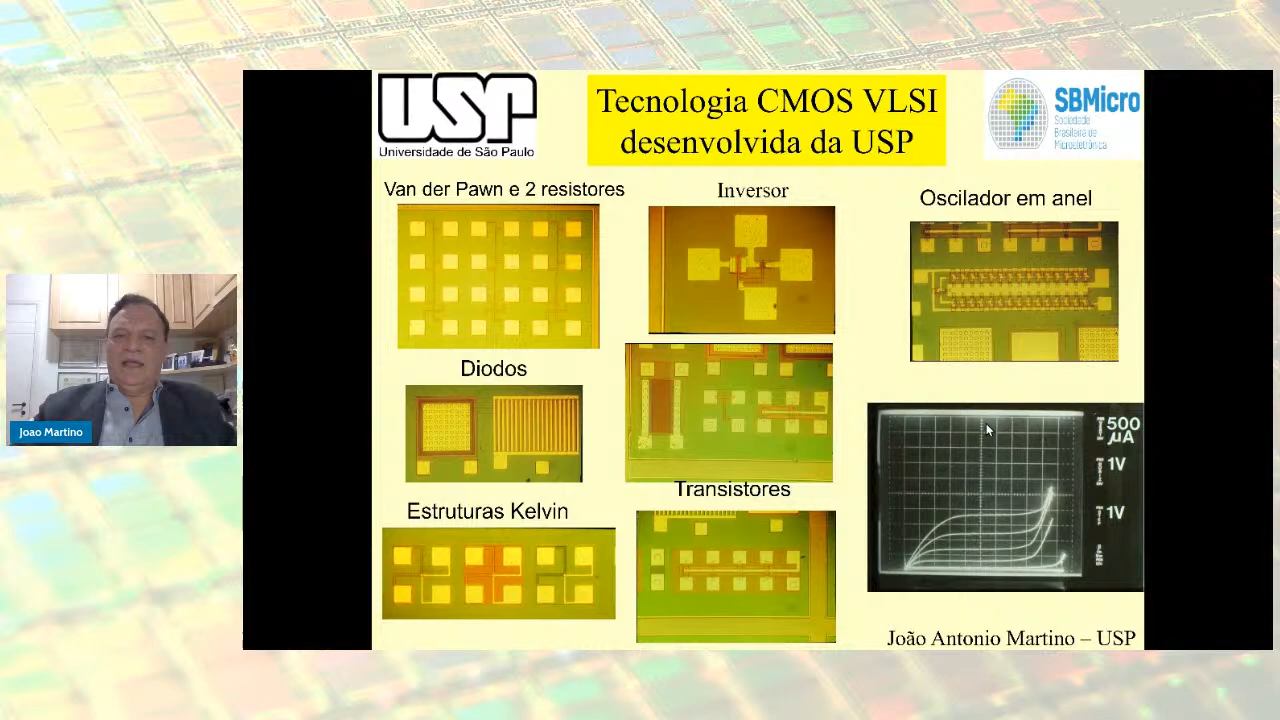 USP
Universidade de São Paulo
Tecnologia CMOS VLSI
desenvolvida da USP
SBMicro
Sociedade
Brasileira de
Microeletrônica
Van der Pawn e 2 resistores
Inversor
Oscilador em anel
Diodos
Transistores
Estruturas Kelvin
500
µA
1V
1V
Joao Martino
João Antonio Martino – USP